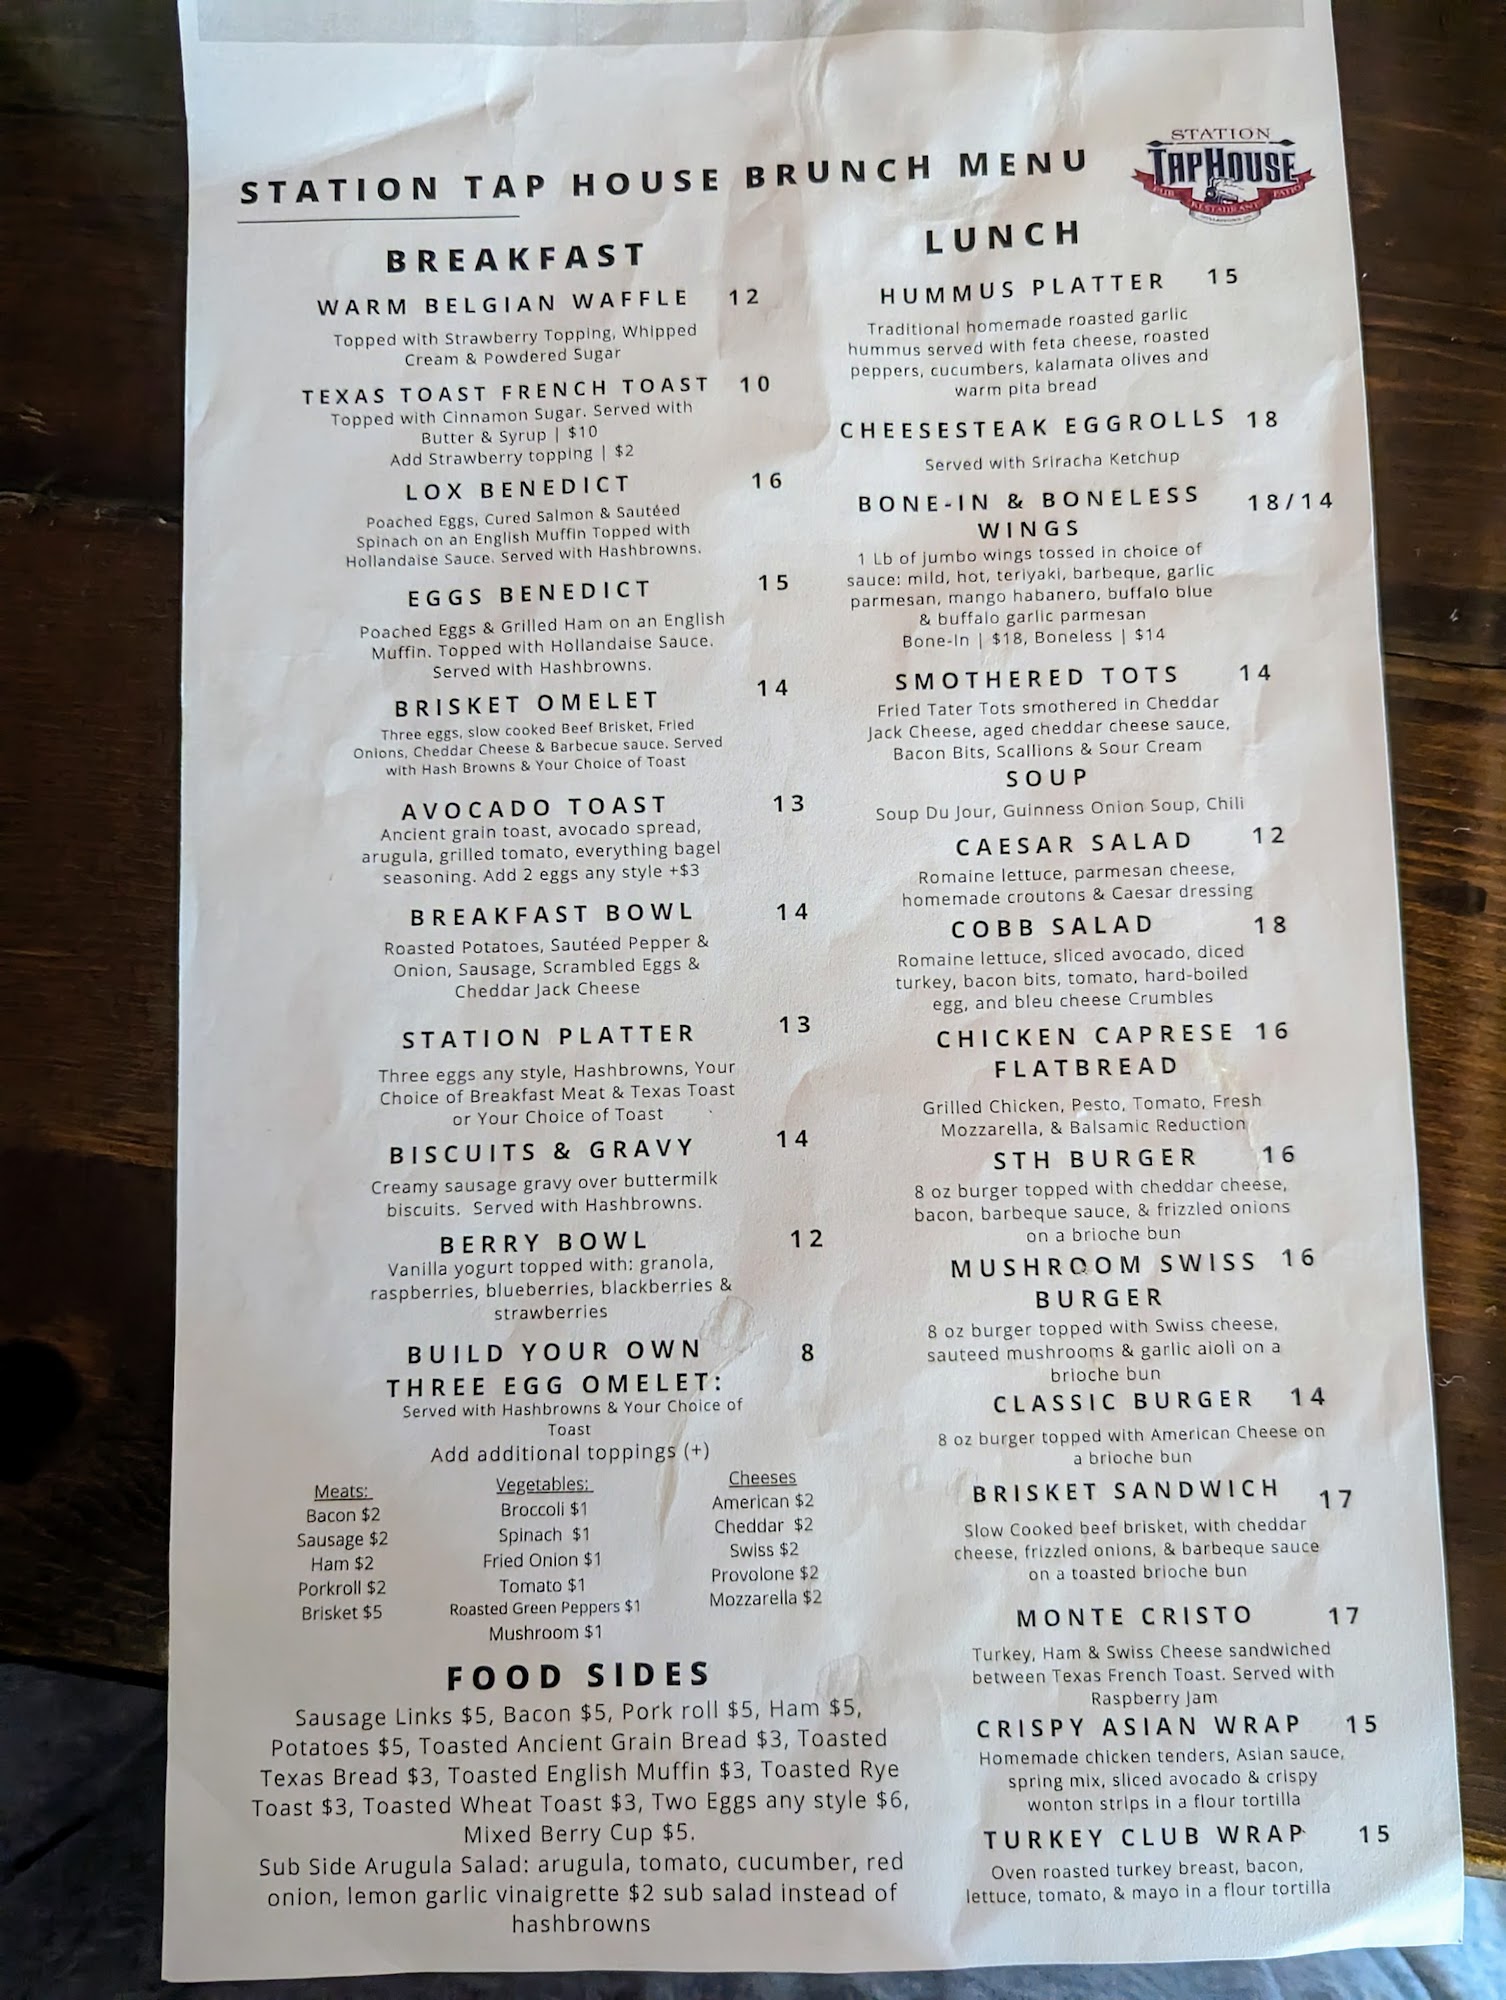 STATION TAP HOUSE BRUNCH MENU
STATION
TAPHOUSE
PUB RESTAURANT PATIO
BREAKFAST
WARM BELGIAN WAFFLE 12
Topped with Strawberry Topping, Whipped
Cream & Powdered Sugar
TEXAS TOAST FRENCH TOAST 10
Topped with Cinnamon Sugar. Served with
Butter & Syrup | $10
Add Strawberry topping | $2
LOX BENEDICT 16
Poached Eggs, Cured Salmon & Sautéed
Spinach on an English Muffin Topped with
Hollandaise Sauce. Served with Hashbrowns.
EGGS BENEDICT 15
Poached Eggs & Grilled Ham on an English
Muffin. Topped with Hollandaise Sauce.
Served with Hashbrowns.
BRISKET OMELET 14
Three eggs, slow cooked Beef Brisket, Fried
Onions, Cheddar Cheese & Barbecue sauce. Served
with Hash Browns & Your Choice of Toast
AVOCADO TOAST 13
Ancient grain toast, avocado spread,
arugula, grilled tomato, everything bagel
seasoning. Add 2 eggs any style +$3
BREAKFAST BOWL 14
Roasted Potatoes, Sautéed Pepper &
Onion, Sausage, Scrambled Eggs &
Cheddar Jack Cheese
STATION PLATTER 13
Three eggs any style, Hashbrowns, Your
Choice of Breakfast Meat & Texas Toast
or Your Choice of Toast
BISCUITS & GRAVY 14
Creamy sausage gravy over buttermilk
biscuits. Served with Hashbrowns.
BERRY BOWL 12
Vanilla yogurt topped with: granola,
raspberries, blueberries, blackberries &
strawberries
BUILD YOUR OWN 8
THREE EGG OMELET:
Served with Hashbrowns & Your Choice of
Toast
Add additional toppings (+)
Meats:
Bacon $2
Sausage $2
Ham $2
Porkroll $2
Brisket $5
Vegetables:
Broccoli $1
Spinach $1
Fried Onion $1
Tomato $1
Roasted Green Peppers $1
Mushroom $1
Cheeses
American $2
Cheddar $2
Swiss $2
Provolone $2
Mozzarella $2
FOOD SIDES
Sausage Links $5, Bacon $5, Pork roll $5, Ham $5,
Potatoes $5, Toasted Ancient Grain Bread $3, Toasted
Texas Bread $3, Toasted English Muffin $3, Toasted Rye
Toast $3, Toasted Wheat Toast $3, Two Eggs any style $6,
Mixed Berry Cup $5.
Sub Side Arugula Salad: arugula, tomato, cucumber, red
onion, lemon garlic vinaigrette $2 sub salad instead of
hashbrowns
LUNCH
HUMMUS PLATTER 15
Traditional homemade roasted garlic
hummus served with feta cheese, roasted
peppers, cucumbers, kalamata olives and
warm pita bread
CHEESESTEAK EGGROLLS 18
Served with Sriracha Ketchup
BONE-IN & BONELESS 18/14
WINGS
1 Lb of jumbo wings tossed in choice of
sauce: mild, hot, teriyaki, barbeque, garlic
parmesan, mango habanero, buffalo blue
& buffalo garlic parmesan
Bone-In | $18, Boneless | $14
SMOTHERED TOTS 14
Fried Tater Tots smothered in Cheddar
Jack Cheese, aged cheddar cheese sauce,
Bacon Bits, Scallions & Sour Cream
SOUP
Soup Du Jour, Guinness Onion Soup, Chili
CAESAR SALAD 12
Romaine lettuce, parmesan cheese,
homemade croutons & Caesar dressing
COBB SALAD 18
Romaine lettuce, sliced avocado, diced
turkey, bacon bits, tomato, hard-boiled
egg, and bleu cheese Crumbles
CHICKEN CAPRESE 16
FLATBREAD
Grilled Chicken, Pesto, Tomato, Fresh
Mozzarella, & Balsamic Reduction
STH BURGER 16
8 oz burger topped with cheddar cheese,
bacon, barbeque sauce, & frizzled onions
on a brioche bun
MUSHROOM SWISS 16
BURGER
8 oz burger topped with Swiss cheese,
sauteed mushrooms & garlic aioli on a
brioche bun
CLASSIC BURGER 14
8 oz burger topped with American Cheese on
a brioche bun
BRISKET SANDWICH 17
Slow Cooked beef brisket, with cheddar
cheese, frizzled onions, & barbeque sauce
on a toasted brioche bun
MONTE CRISTO 17
Turkey, Ham & Swiss Cheese sandwiched
between Texas French Toast. Served with
Raspberry Jam
CRISPY ASIAN WRAP 15
Homemade chicken tenders, Asian sauce,
spring mix, sliced avocado & crispy
wonton strips in a flour tortilla
TURKEY CLUB WRAP 15
Oven roasted turkey breast, bacon,
lettuce, tomato, & mayo in a flour tortilla